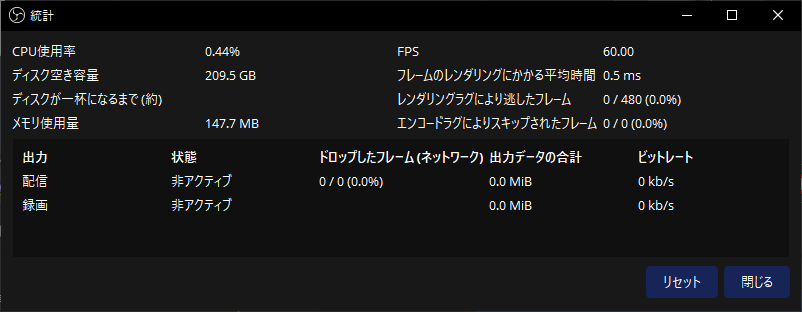 統計
CPU使用率 0.44% FPS 60.00
ディスク空き容量 209.5 GB フレームのレンダリングにかかる平均時間 0.5 ms
ディスクが一杯になるまで (約) レンダリングラグにより逃したフレーム 0 / 480 (0.0%)
メモリ使用量 147.7 MB エンコードラグによりスキップされたフレーム 0 / 0 (0.0%)
出力 状態 ドロップしたフレーム (ネットワーク) 出力データの合計 ビットレート
配信 非アクティブ 0 / 0 (0.0%) 0.0 MiB 0 kb/s
録画 非アクティブ 0.0 MiB 0 kb/s
リセット 閉じる